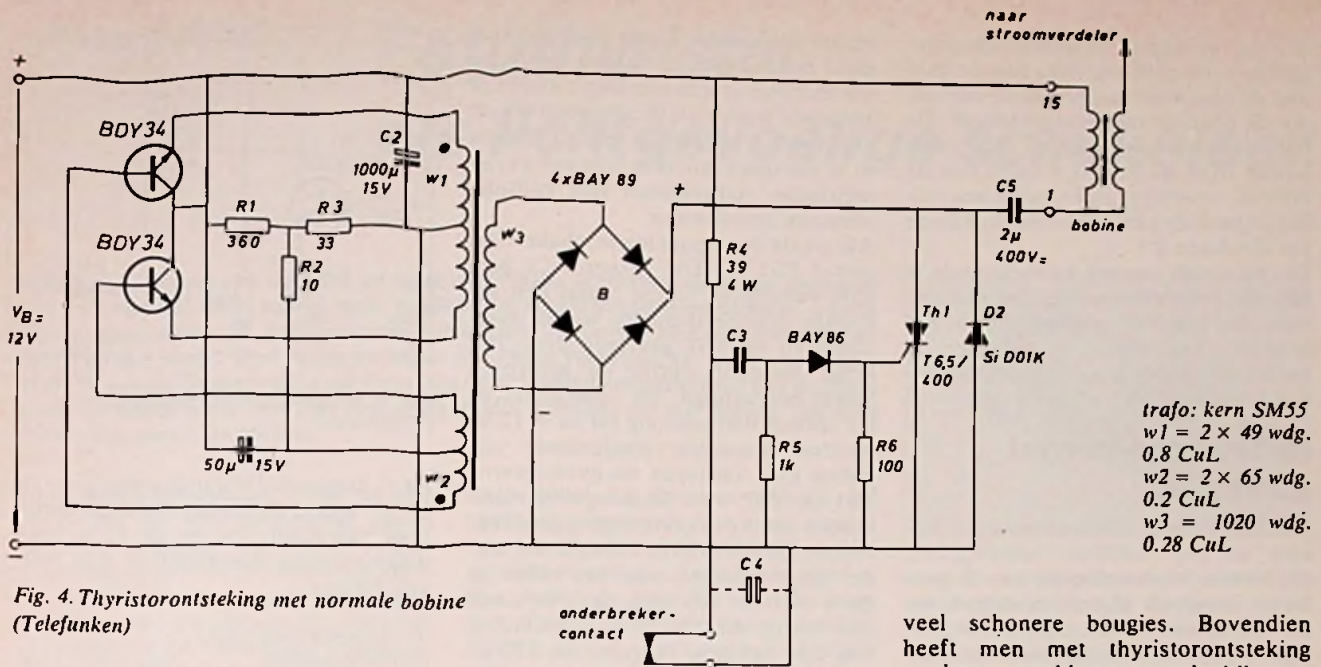 naar
stroomverdeler
+
15
BDY34
C2
1000µ
15V
w1
4xBAY 89
+
R1
360
R3
33
BDY34
R2
10
w3
B
R4
39
4 W
C5
2µ
400V=
1
bobine
VB=
12V
C3
BAY86
Th1
T6,5/
400
D2
Si D01K
50µ
15V
w2
–
R5
1k
R6
100
–
C4
onderbreker-
contact
trafo: kern SM55
w1 = 2 × 49 wdg.
0.8 CuL
w2 = 2 × 65 wdg.
0.2 CuL
w3 = 1020 wdg.
0.28 CuL
Fig. 4. Thyristorontsteking met normale bobine
(Telefunken)
veel schonere bougies. Bovendien
heeft men met thyristorontsteking